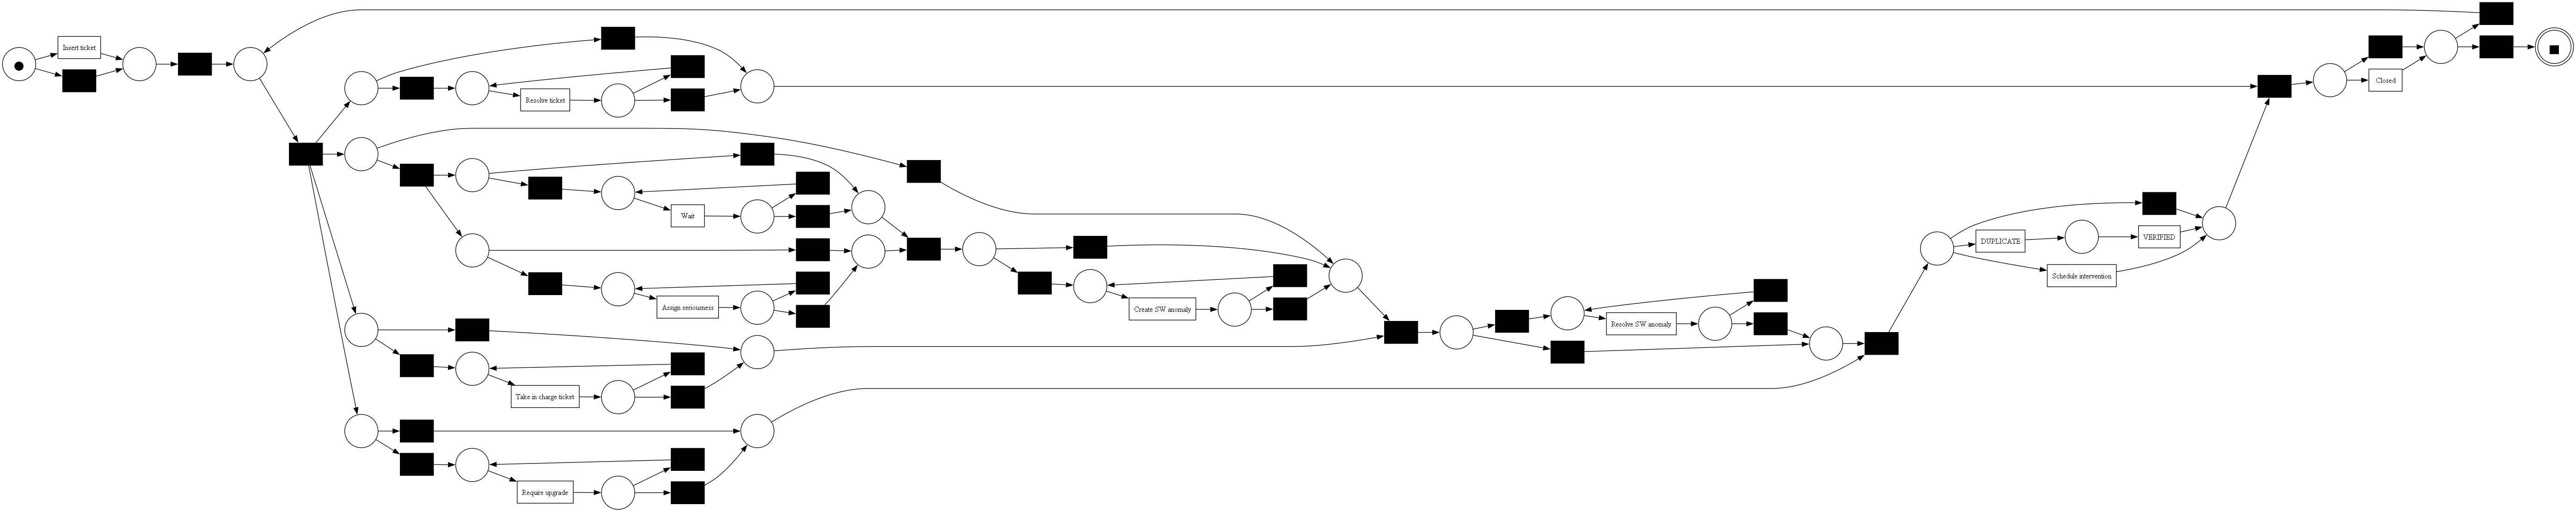 Insert ticket
Resolve ticket
Wait
Assign seriousness
Create SW anomaly
Take in charge ticket
Require upgrade
Resolve SW anomaly
DUPLICATE
VERIFIED
Schedule intervention
Closed